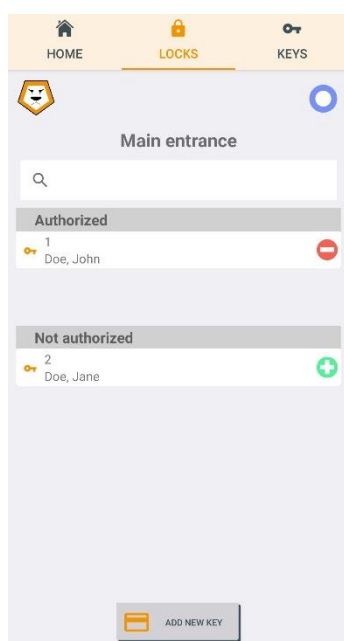 HOME
LOCKS
KEYS
Main entrance
Authorized
1
Doe, John
Not authorized
2
Doe, Jane
ADD NEW KEY